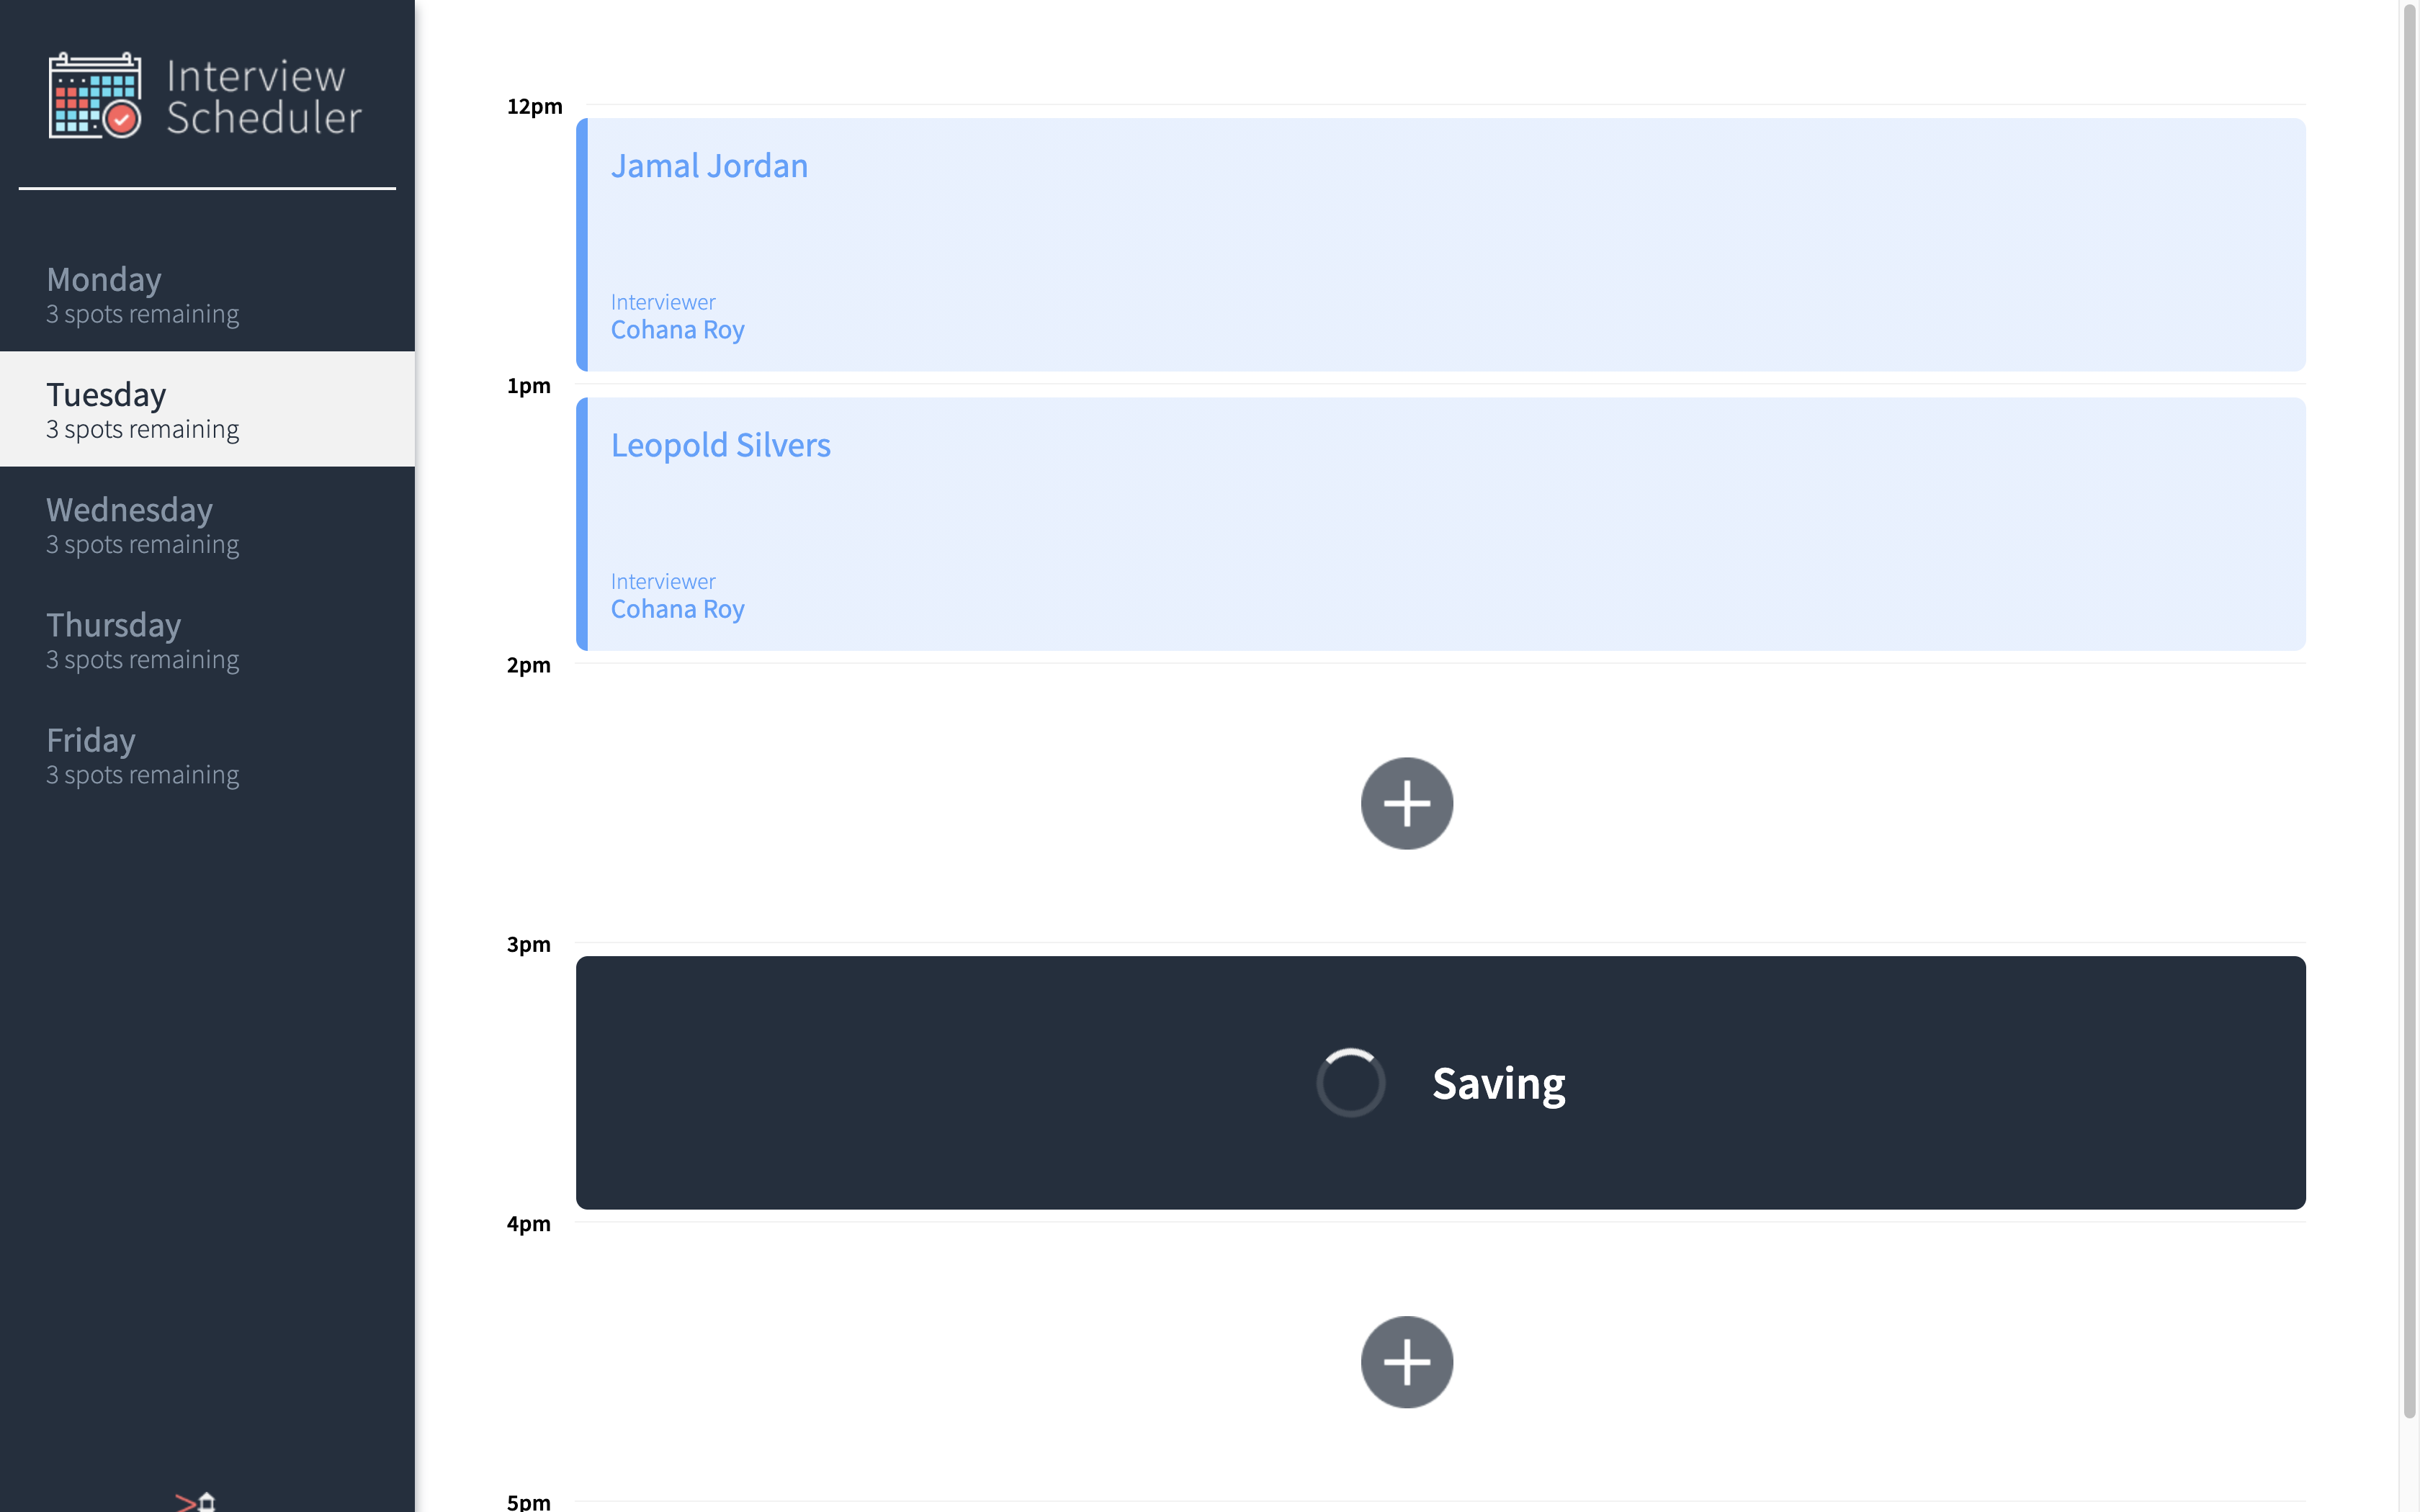 Interview
Scheduler
Monday
3 spots remaining
Tuesday
3 spots remaining
Wednesday
3 spots remaining
Thursday
3 spots remaining
Friday
3 spots remaining
12pm
Jamal Jordan
Interviewer
Cohana Roy
1pm
Leopold Silvers
Interviewer
Cohana Roy
2pm
3pm
Saving
4pm
5pm